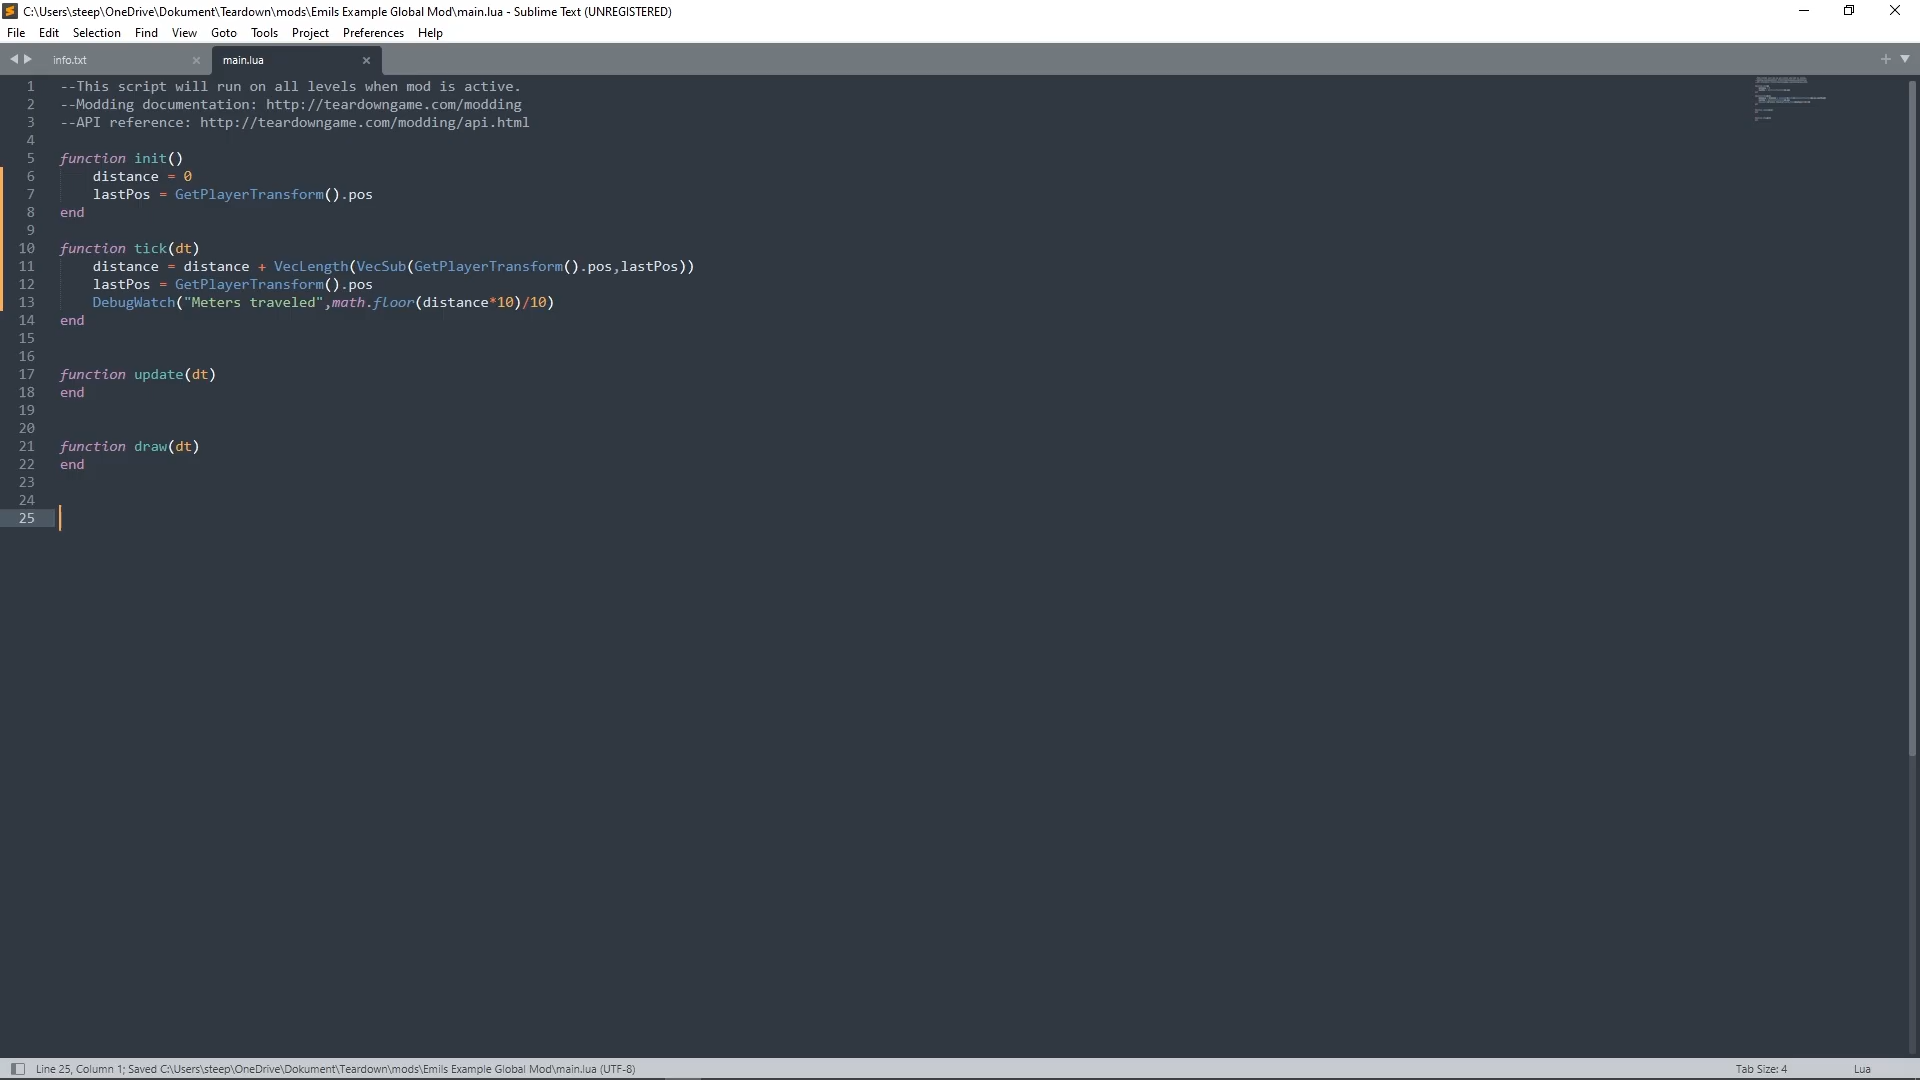 C:\Users\steep\OneDrive\Dokument\Teardown\mods\Emils Example Global Mod\main.lua - Sublime Text (UNREGISTERED)
File Edit Selection Find View Goto Tools Project Preferences Help
info.txt main.lua
1 --This script will run on all levels when mod is active.
2 --Modding documentation: http://teardowngame.com/modding
3 --API reference: http://teardowngame.com/modding/api.html
4
5 function init()
6     distance = 0
7     lastPos = GetPlayerTransform().pos
8 end
9
10 function tick(dt)
11     distance = distance + VecLength(VecSub(GetPlayerTransform().pos,lastPos))
12     lastPos = GetPlayerTransform().pos
13     DebugWatch("Meters traveled",math.floor(distance*10)/10)
14 end
15
16
17 function update(dt)
18 end
19
20
21 function draw(dt)
22 end
23
24
25
Line 25, Column 1; Saved C:\Users\steep\OneDrive\Dokument\Teardown\mods\Emils Example Global Mod\main.lua (UTF-8) Tab Size: 4 Lua